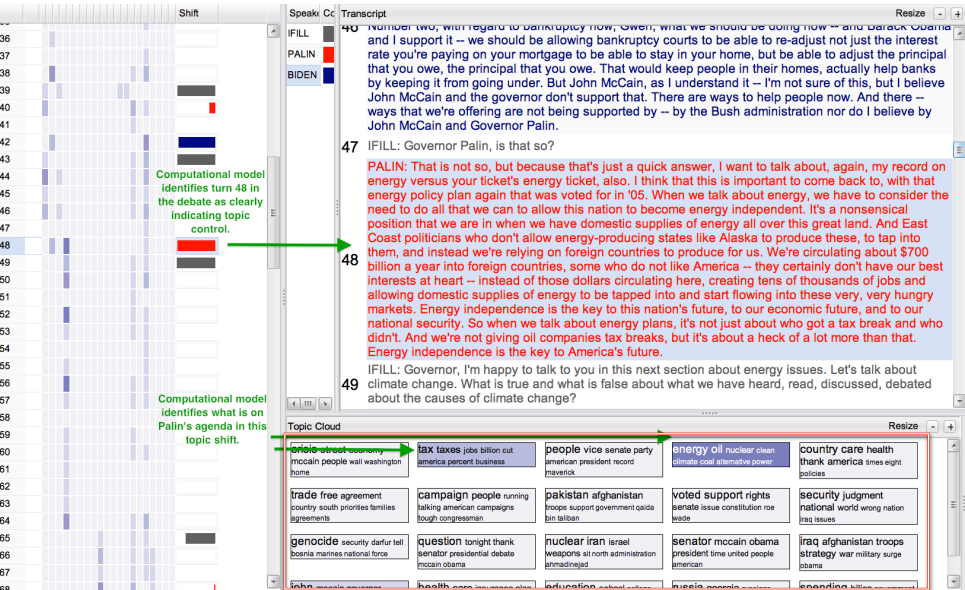 Shift
Speake Co
Transcript
Resize - +
36
37
38
39
40
41
42
43
44
45
46
47
48
49
50
51
52
53
54
55
56
57
58
59
60
61
62
63
64
65
66
67
68
Computational model
identifies turn 48 in
the debate as clearly
indicating topic
control.
Computational model
identifies what is on
Palin's agenda in this
topic shift.
IFILL
PALIN
BIDEN
46 Number two, with regard to bankruptcy now, Gwen, what we should be doing now -- and Barack Obama
and I support it -- we should be allowing bankruptcy courts to be able to re-adjust not just the interest
rate you're paying on your mortgage to be able to stay in your home, but be able to adjust the principal
that you owe, the principal that you owe. That would keep people in their homes, actually help banks
by keeping it from going under. But John McCain, as I understand it -- I'm not sure of this, but I believe
John McCain and the governor don't support that. There are ways to help people now. And there --
ways that we're offering are not being supported by -- by the Bush administration nor do I believe by
John McCain and Governor Palin.
47 IFILL: Governor Palin, is that so?
PALIN: That is not so, but because that's just a quick answer, I want to talk about, again, my record on
energy versus your ticket's energy ticket, also. I think that this is important to come back to, with that
energy policy plan again that was voted for in '05. When we talk about energy, we have to consider the
need to do all that we can to allow this nation to become energy independent. It's a nonsensical
position that we are in when we have domestic supplies of energy all over this great land. And East
Coast politicians who don't allow energy-producing states like Alaska to produce these, to tap into
48 them, and instead we're relying on foreign countries to produce for us. We're circulating about $700
billion a year into foreign countries, some who do not like America -- they certainly don't have our best
interests at heart -- instead of those dollars circulating here, creating tens of thousands of jobs and
allowing domestic supplies of energy to be tapped into and start flowing into these very, very hungry
markets. Energy independence is the key to this nation's future, to our economic future, and to our
national security. So when we talk about energy plans, it's not just about who got a tax break and who
didn't. And we're not giving oil companies tax breaks, but it's about a heck of a lot more than that.
Energy independence is the key to America's future.
IFILL: Governor, I'm happy to talk to you in this next section about energy issues. Let's talk about
49 climate change. What is true and what is false about what we have heard, read, discussed, debated
about the causes of climate change?
Topic Cloud
Resize - +
crisis street economy
mccain people wall washington
home
tax taxes jobs billion cut
america percent business
people vice senate party
american president record
maverick
energy oil nuclear clean
climate coal alternative power
country care health
thank america times eight
policies
trade free agreement
country south priorities families
agreements
campaign people running
talking american campaigns
tough congressman
pakistan afghanistan
troops support government qaida
bin taliban
voted support rights
senate issue constitution roe
wade
security judgment
national world wrong nation
iraq issues
genocide security darfur tell
bosnia marines national force
question tonight thank
senator presidential debate
mccain obama
nuclear iran israel
weapons sit north administration
ahmadinejad
senator mccain obama
president time united people
american
iraq afghanistan troops
strategy war military surge
obama
john mccain governor
health care insurance plan
education school college
russia georgia
spending billion government